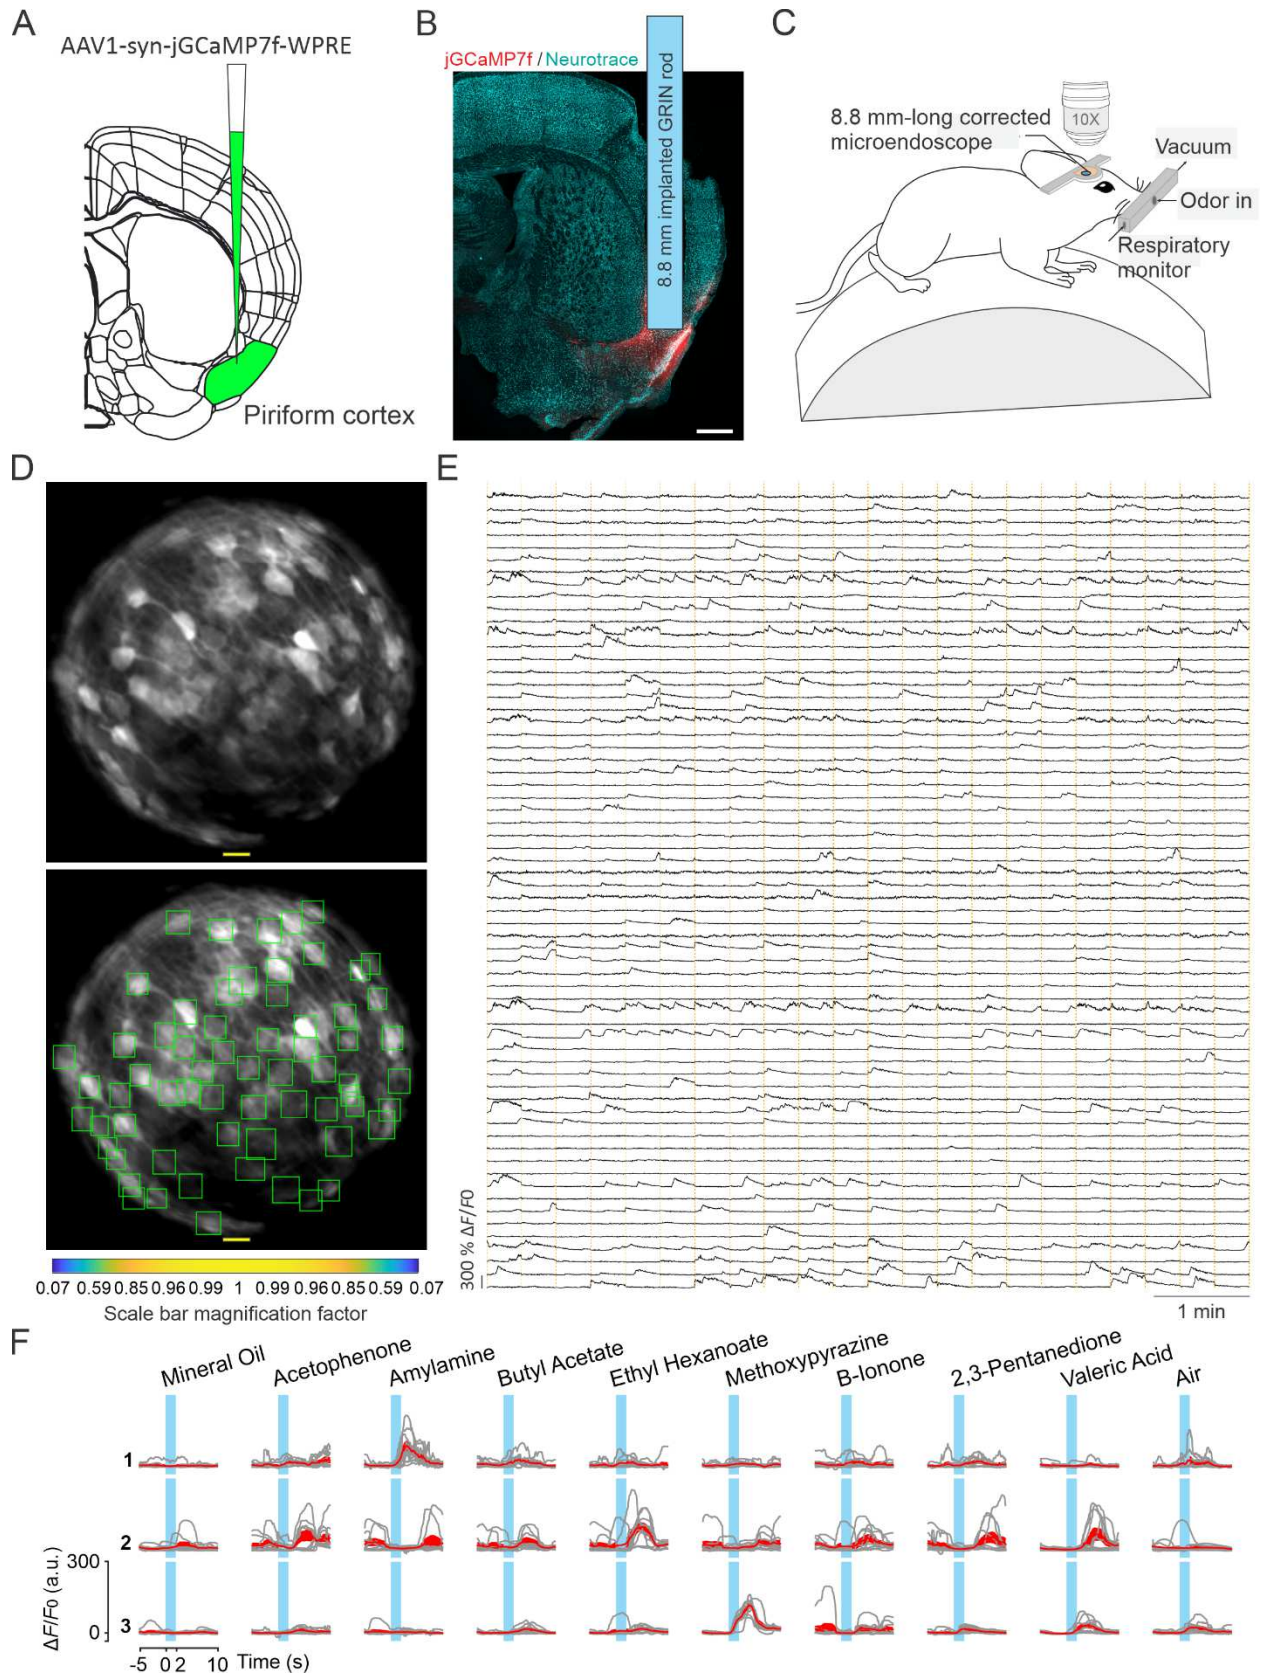 A
AAV1-syn-jGCaMP7f-WPRE
Piriform cortex
B
jGCaMP7f / Neurotrace
8.8 mm implanted GRIN rod
C
8.8 mm-long corrected
microendoscope
10X
Vacuum
Odor in
Respiratory
monitor
D
0.07 0.59 0.85 0.96 0.99 1 0.99 0.96 0.85 0.59 0.07
Scale bar magnification factor
E
300 % ΔF/F0
1 min
F
Mineral Oil
Acetophenone
Amylamine
Butyl Acetate
Ethyl Hexanoate
Methoxypyrazine
B-Ionone
2,3-Pentanedione
Valeric Acid
Air
1
2
3
ΔF/F0 (a.u.)
300
0
-5 0 2 10 Time (s)